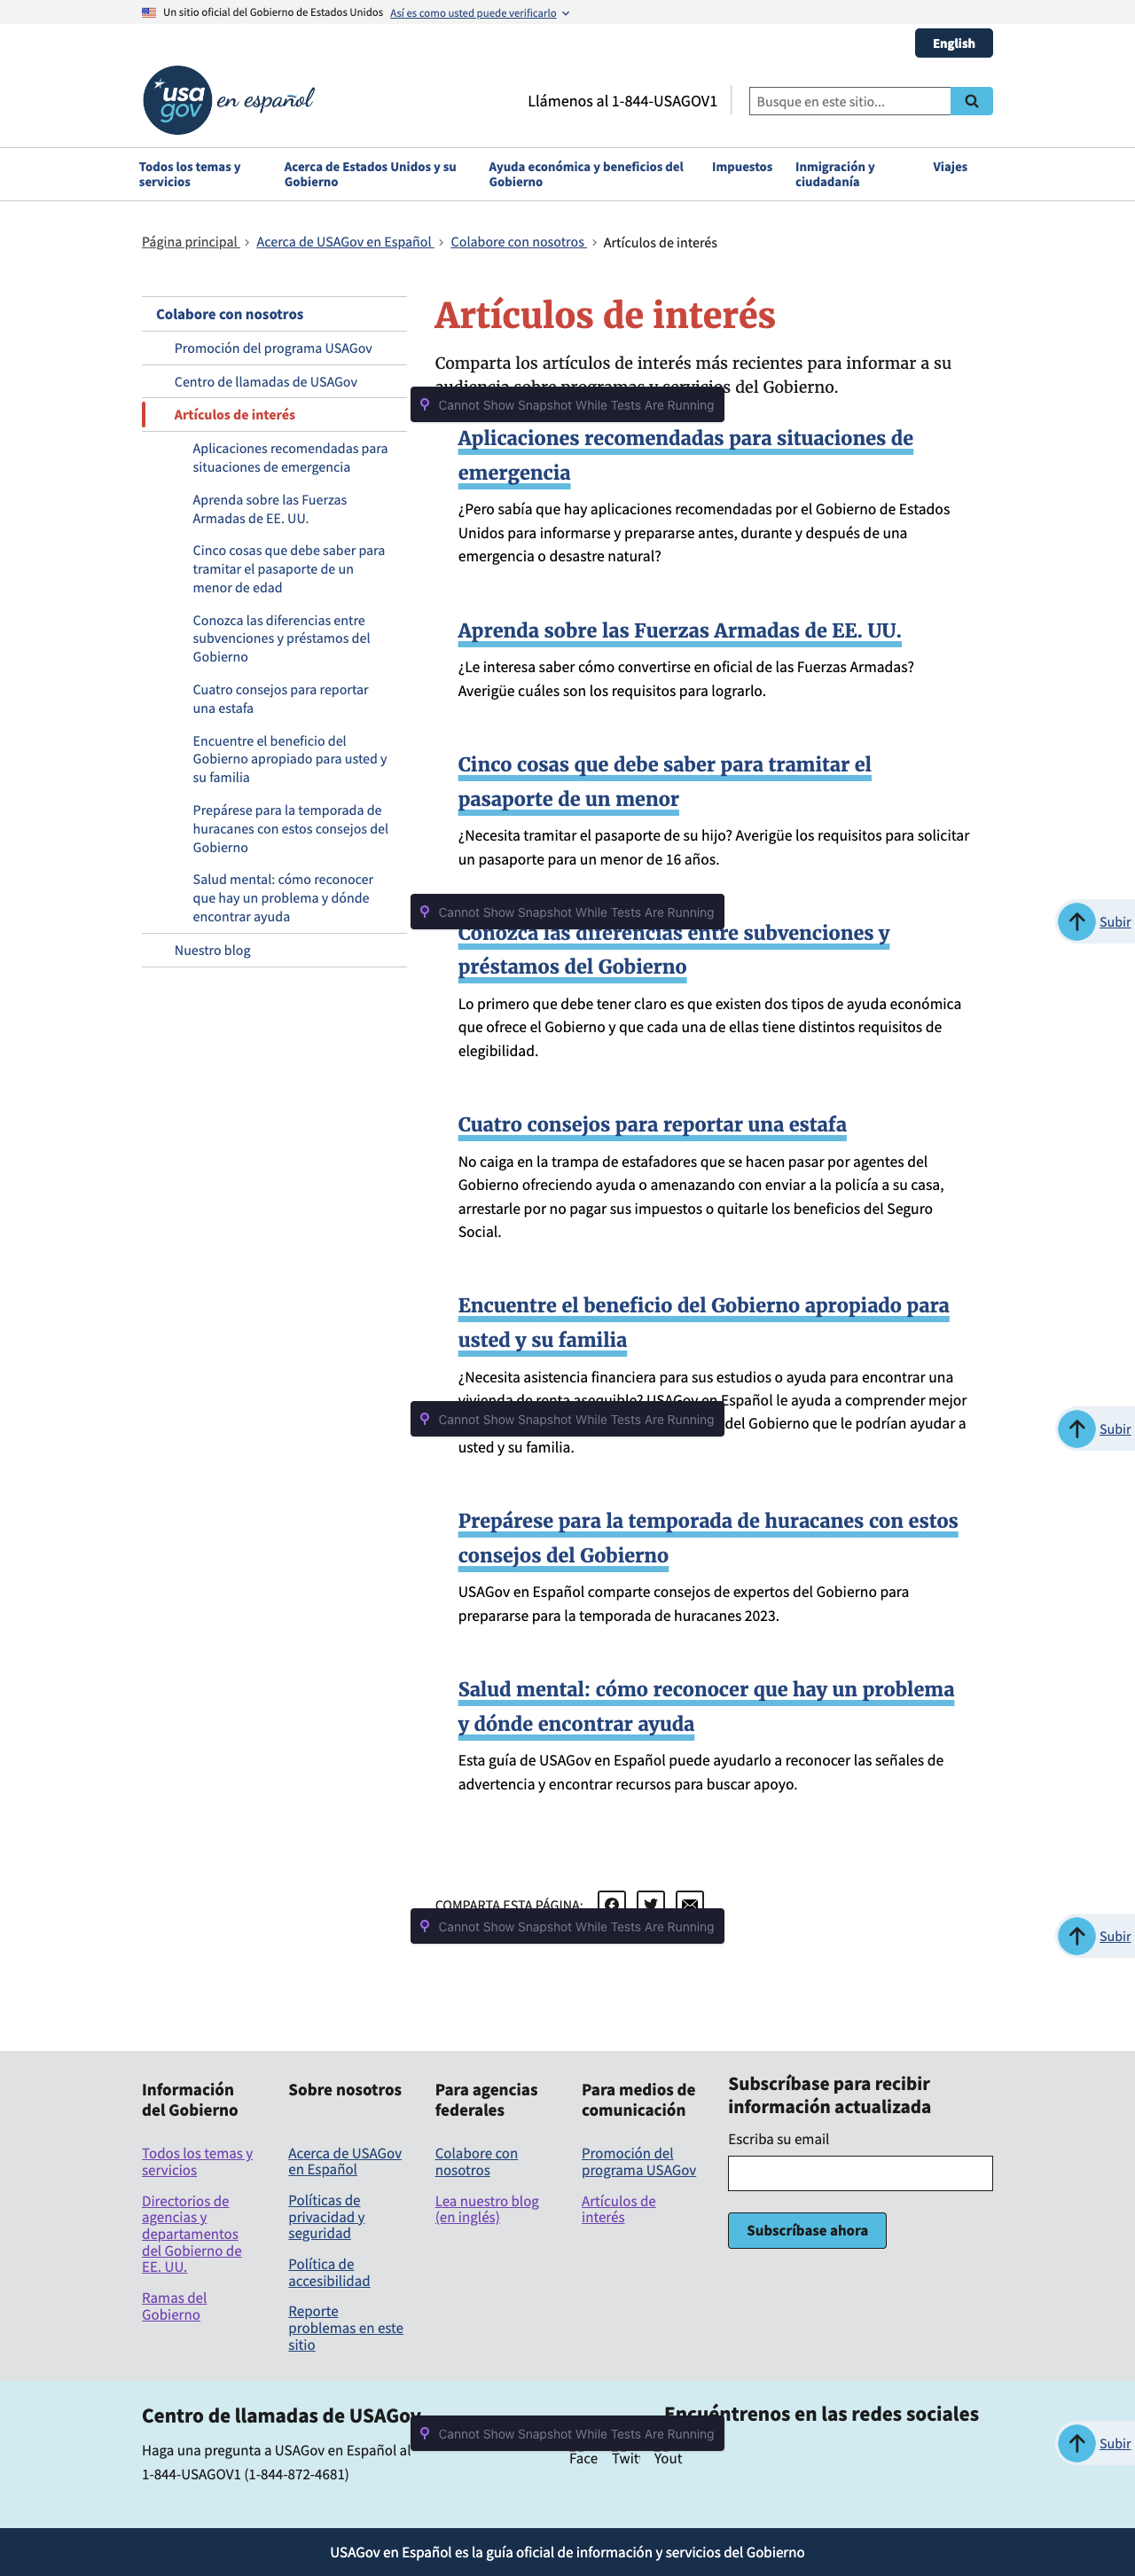 Un sitio oficial del Gobierno de Estados Unidos Así es como usted puede verificarlo
English
usa gov en español
Llámenos al 1-844-USAGOV1
Busque en este sitio...
Todos los temas y servicios
Acerca de Estados Unidos y su Gobierno
Ayuda económica y beneficios del Gobierno
Impuestos
Inmigración y ciudadanía
Viajes
Página principal > Acerca de USAGov en Español > Colabore con nosotros > Artículos de interés
Colabore con nosotros
Promoción del programa USAGov
Centro de llamadas de USAGov
Artículos de interés
Aplicaciones recomendadas para
situaciones de emergencia
Aprenda sobre las Fuerzas
Armadas de EE. UU.
Cinco cosas que debe saber para
tramitar el pasaporte de un
menor de edad
Conozca las diferencias entre
subvenciones y préstamos del
Gobierno
Cuatro consejos para reportar
una estafa
Encuentre el beneficio del
Gobierno apropiado para usted y
su familia
Prepárese para la temporada de
huracanes con estos consejos del
Gobierno
Salud mental: cómo reconocer
que hay un problema y dónde
encontrar ayuda
Nuestro blog
Artículos de interés
Comparta los artículos de interés más recientes para informar a su
audiencia sobre programas y servicios del Gobierno.
Cannot Show Snapshot While Tests Are Running
Aplicaciones recomendadas para situaciones de
emergencia
¿Pero sabía que hay aplicaciones recomendadas por el Gobierno de Estados
Unidos para informarse y prepararse antes, durante y después de una
emergencia o desastre natural?
Aprenda sobre las Fuerzas Armadas de EE. UU.
¿Le interesa saber cómo convertirse en oficial de las Fuerzas Armadas?
Averigüe cuáles son los requisitos para lograrlo.
Cinco cosas que debe saber para tramitar el
pasaporte de un menor
¿Necesita tramitar el pasaporte de su hijo? Averigüe los requisitos para solicitar
un pasaporte para un menor de 16 años.
Cannot Show Snapshot While Tests Are Running
Subir
Conozca las diferencias entre subvenciones y
préstamos del Gobierno
Lo primero que debe tener claro es que existen dos tipos de ayuda económica
que ofrece el Gobierno y que cada una de ellas tiene distintos requisitos de
elegibilidad.
Cuatro consejos para reportar una estafa
No caiga en la trampa de estafadores que se hacen pasar por agentes del
Gobierno ofreciendo ayuda o amenazando con enviar a la policía a su casa,
arrestarle por no pagar sus impuestos o quitarle los beneficios del Seguro
Social.
Encuentre el beneficio del Gobierno apropiado para
usted y su familia
¿Necesita asistencia financiera para sus estudios o ayuda para encontrar una
vivienda de renta asequible? USAGov en Español le ayuda a comprender mejor
Cannot Show Snapshot While Tests Are Running
del Gobierno que le podrían ayudar a
Subir
usted y su familia.
Prepárese para la temporada de huracanes con estos
consejos del Gobierno
USAGov en Español comparte consejos de expertos del Gobierno para
prepararse para la temporada de huracanes 2023.
Salud mental: cómo reconocer que hay un problema
y dónde encontrar ayuda
Esta guía de USAGov en Español puede ayudarlo a reconocer las señales de
advertencia y encontrar recursos para buscar apoyo.
COMPARTA ESTA PÁGINA:
Cannot Show Snapshot While Tests Are Running
Subir
Información
del Gobierno
Todos los temas y
servicios
Directorios de
agencias y
departamentos
del Gobierno de
EE. UU.
Ramas del
Gobierno
Sobre nosotros
Acerca de USAGov
en Español
Políticas de
privacidad y
seguridad
Política de
accesibilidad
Reporte
problemas en este
sitio
Para agencias
federales
Colabore con
nosotros
Lea nuestro blog
(en inglés)
Para medios de
comunicación
Promoción del
programa USAGov
Artículos de
interés
Subscríbase para recibir
información actualizada
Escriba su email
Subscríbase ahora
Centro de llamadas de USAGov
Haga una pregunta a USAGov en Español al
1-844-USAGOV1 (1-844-872-4681)
Encuéntrenos en las redes sociales
Cannot Show Snapshot While Tests Are Running
Face Twit Yout
Subir
USAGov en Español es la guía oficial de información y servicios del Gobierno